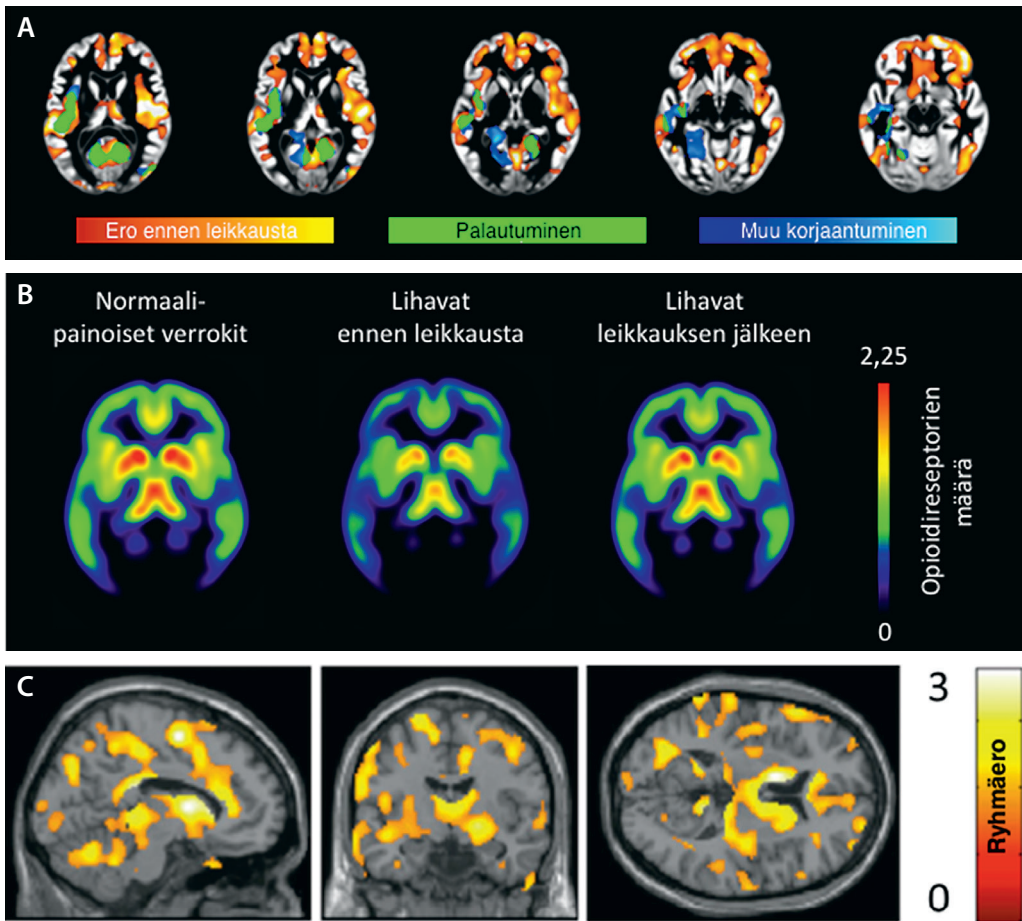 A
Ero ennen leikkausta
Palautuminen
Muu korjaantuminen
B
Normaali-
painoiset verrokit
Lihavat
ennen leikkausta
Lihavat
leikkauksen jälkeen
2,25
Opioidireseptorien
määrä
0
C
3
Ryhmäero
0